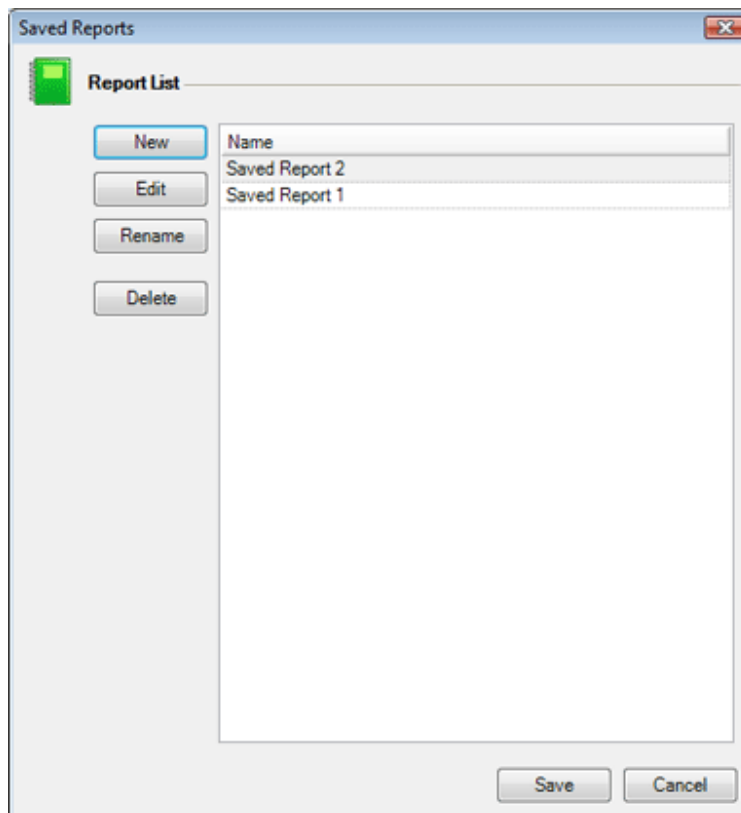 Saved Reports
Report List
New
Edit
Rename
Delete
Name
Saved Report 2
Saved Report 1
Save
Cancel